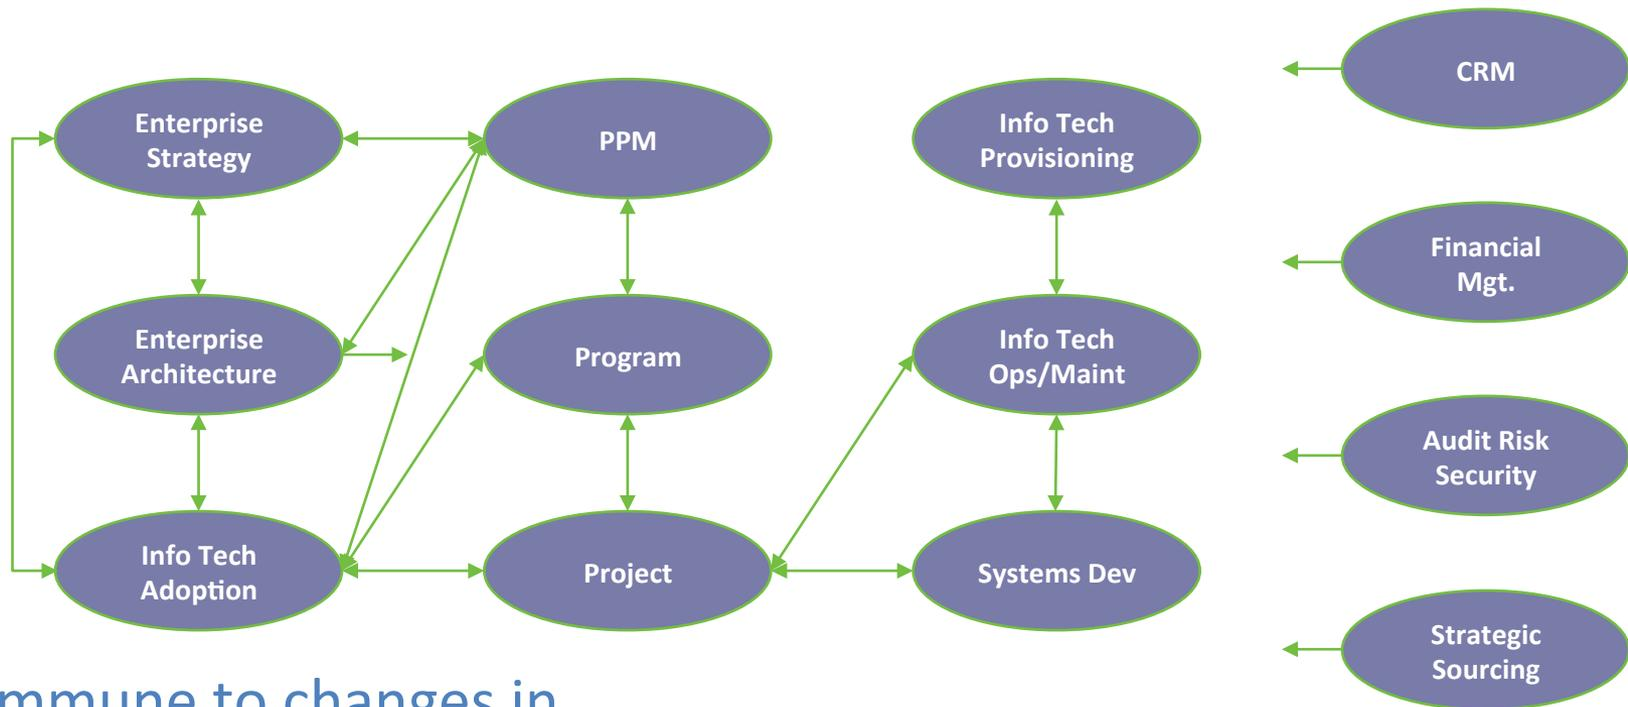 CRM
Enterprise
Strategy
PPM
Info Tech
Provisioning
Financial
Mgt.
Enterprise
Architecture
Program
Info Tech
Ops/Maint
Audit Risk
Security
Info Tech
Adoption
Project
Systems Dev
Strategic
Sourcing
mmune to changes in